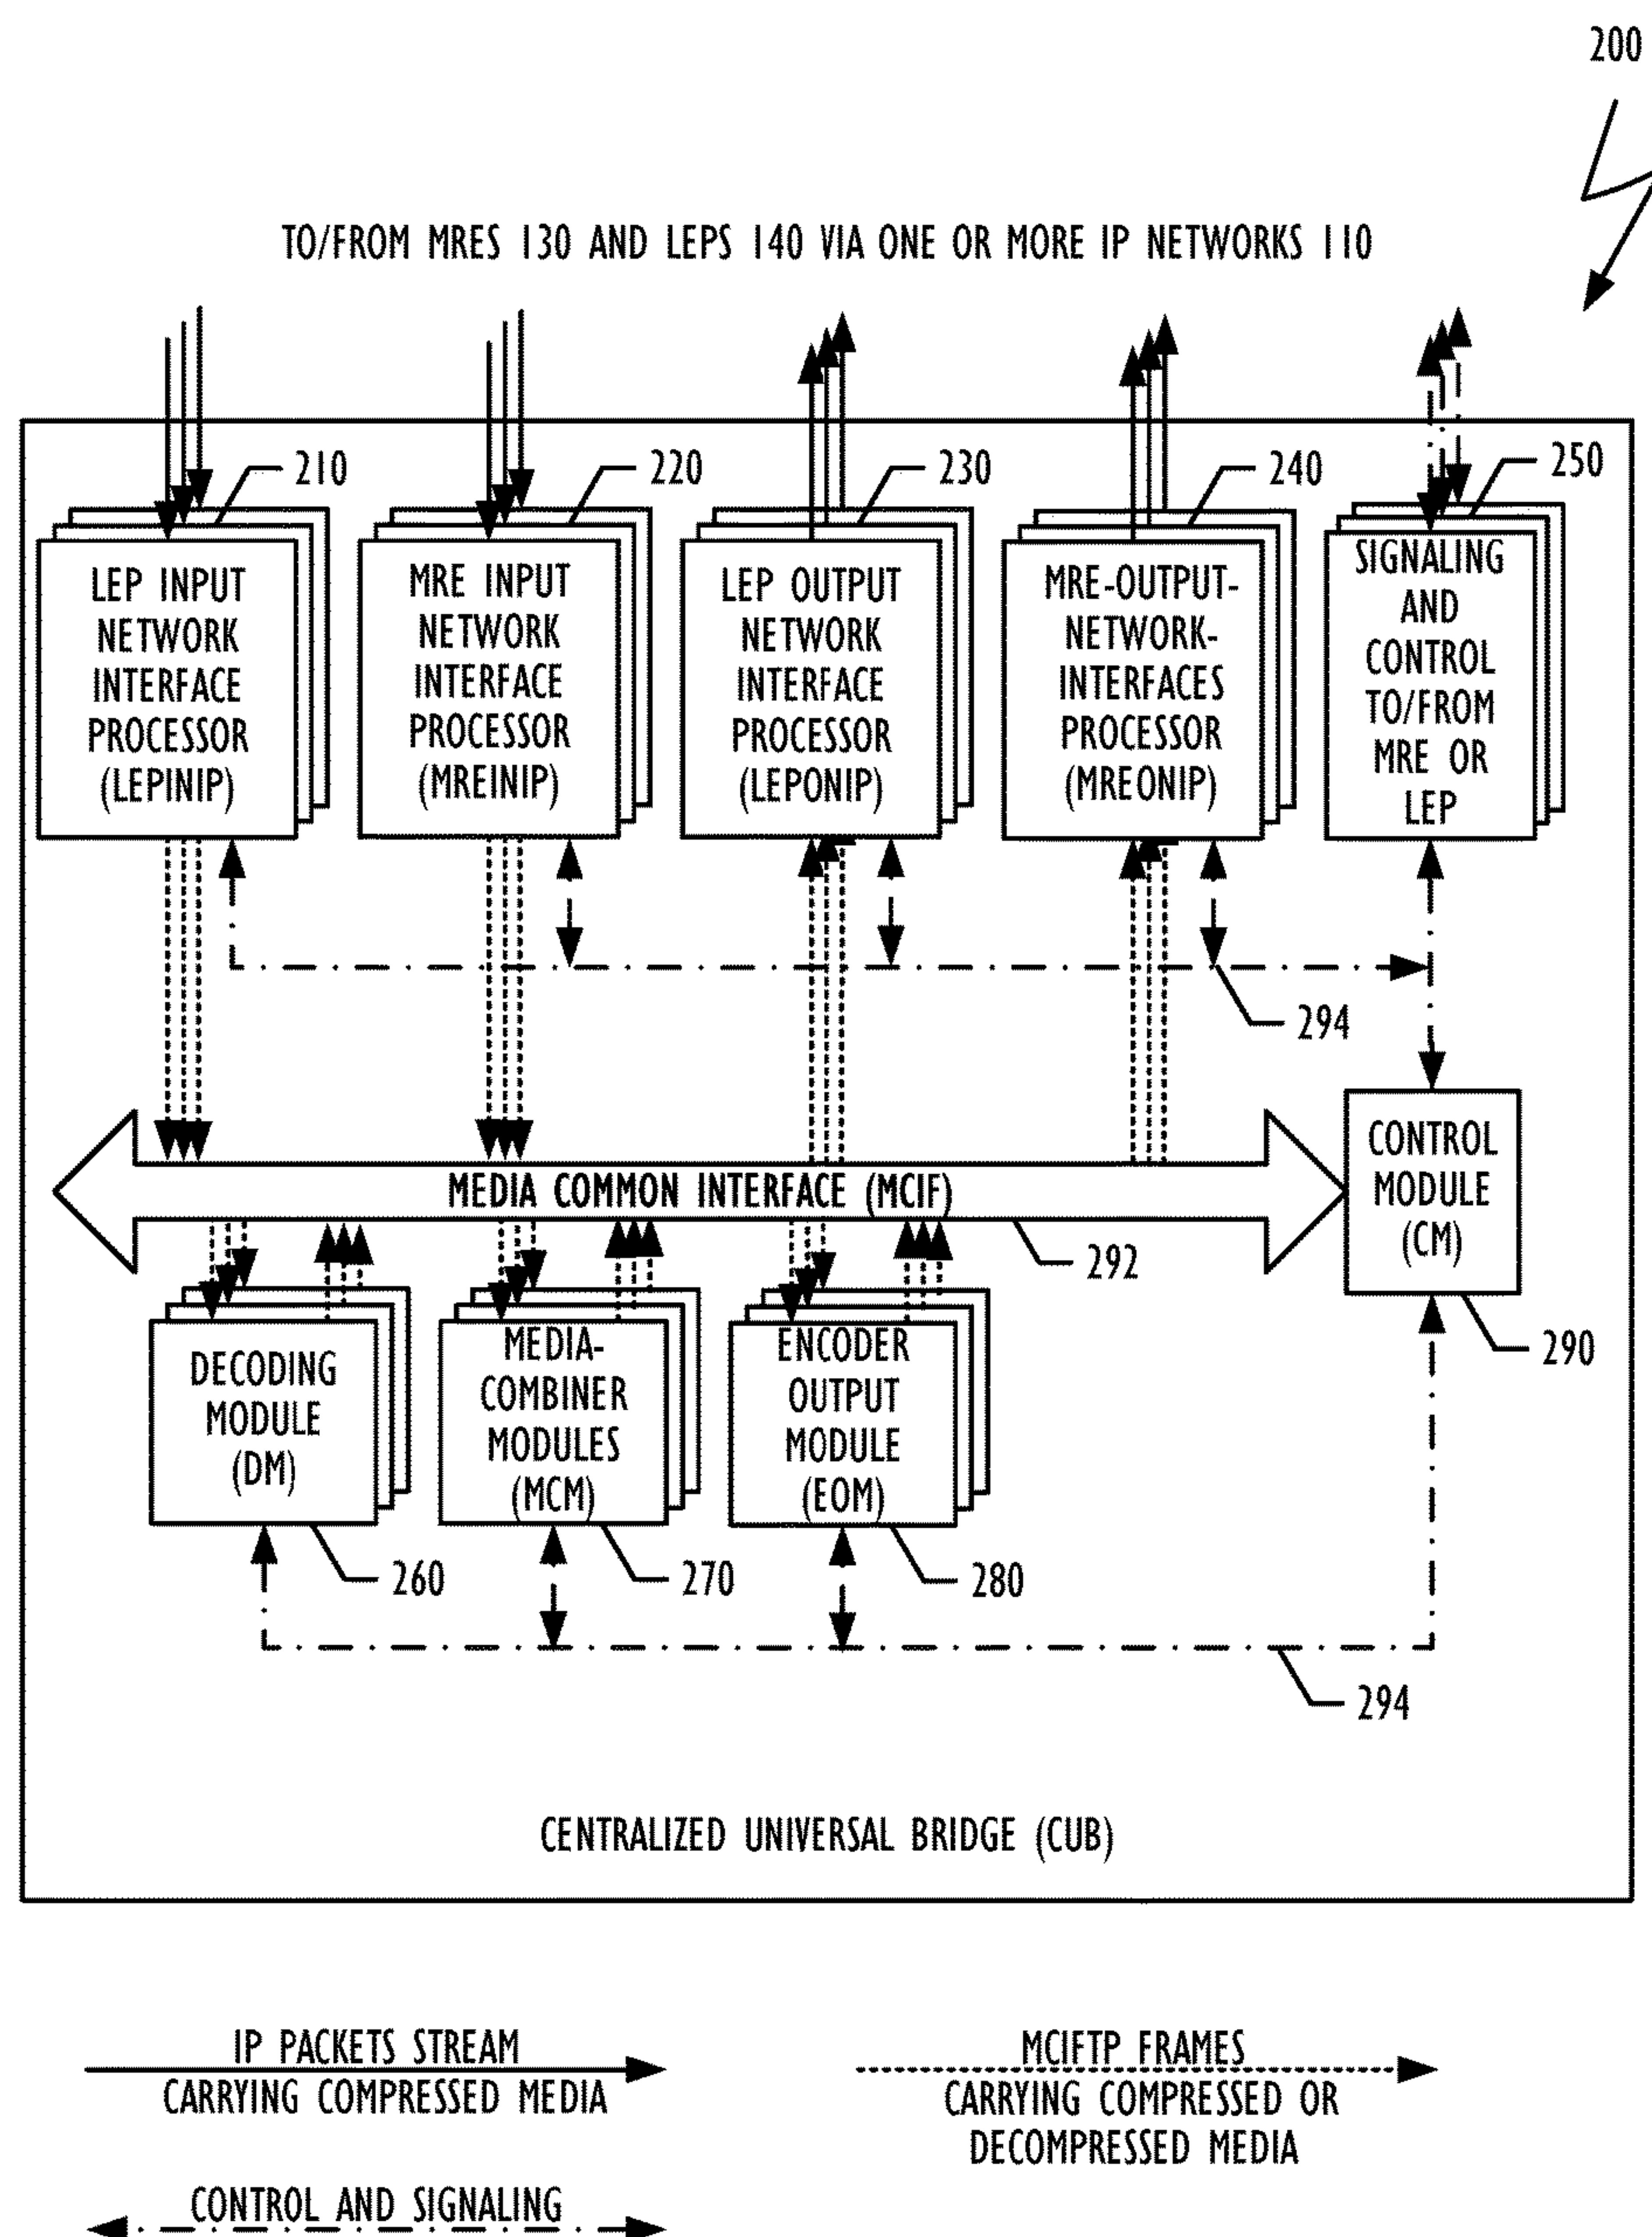 200
TO/FROM MRES 130 AND LEPS 140 VIA ONE OR MORE IP NETWORKS 110
210
220
230
240
250
LEP INPUT
NETWORK
INTERFACE
PROCESSOR
(LEPINIP)
MRE INPUT
NETWORK
INTERFACE
PROCESSOR
(MREINIP)
LEP OUTPUT
NETWORK
INTERFACE
PROCESSOR
(LEPONIP)
MRE-OUTPUT-
NETWORK-
INTERFACES
PROCESSOR
(MREONIP)
SIGNALING
AND
CONTROL
TO/FROM
MRE OR
LEP
294
MEDIA COMMON INTERFACE (MCIF)
292
CONTROL
MODULE
(CM)
290
DECODING
MODULE
(DM)
260
MEDIA-
COMBINER
MODULES
(MCM)
270
ENCODER
OUTPUT
MODULE
(EOM)
280
294
CENTRALIZED UNIVERSAL BRIDGE (CUB)
IP PACKETS STREAM
CARRYING COMPRESSED MEDIA
MCIFTP FRAMES
CARRYING COMPRESSED OR
DECOMPRESSED MEDIA
CONTROL AND SIGNALING